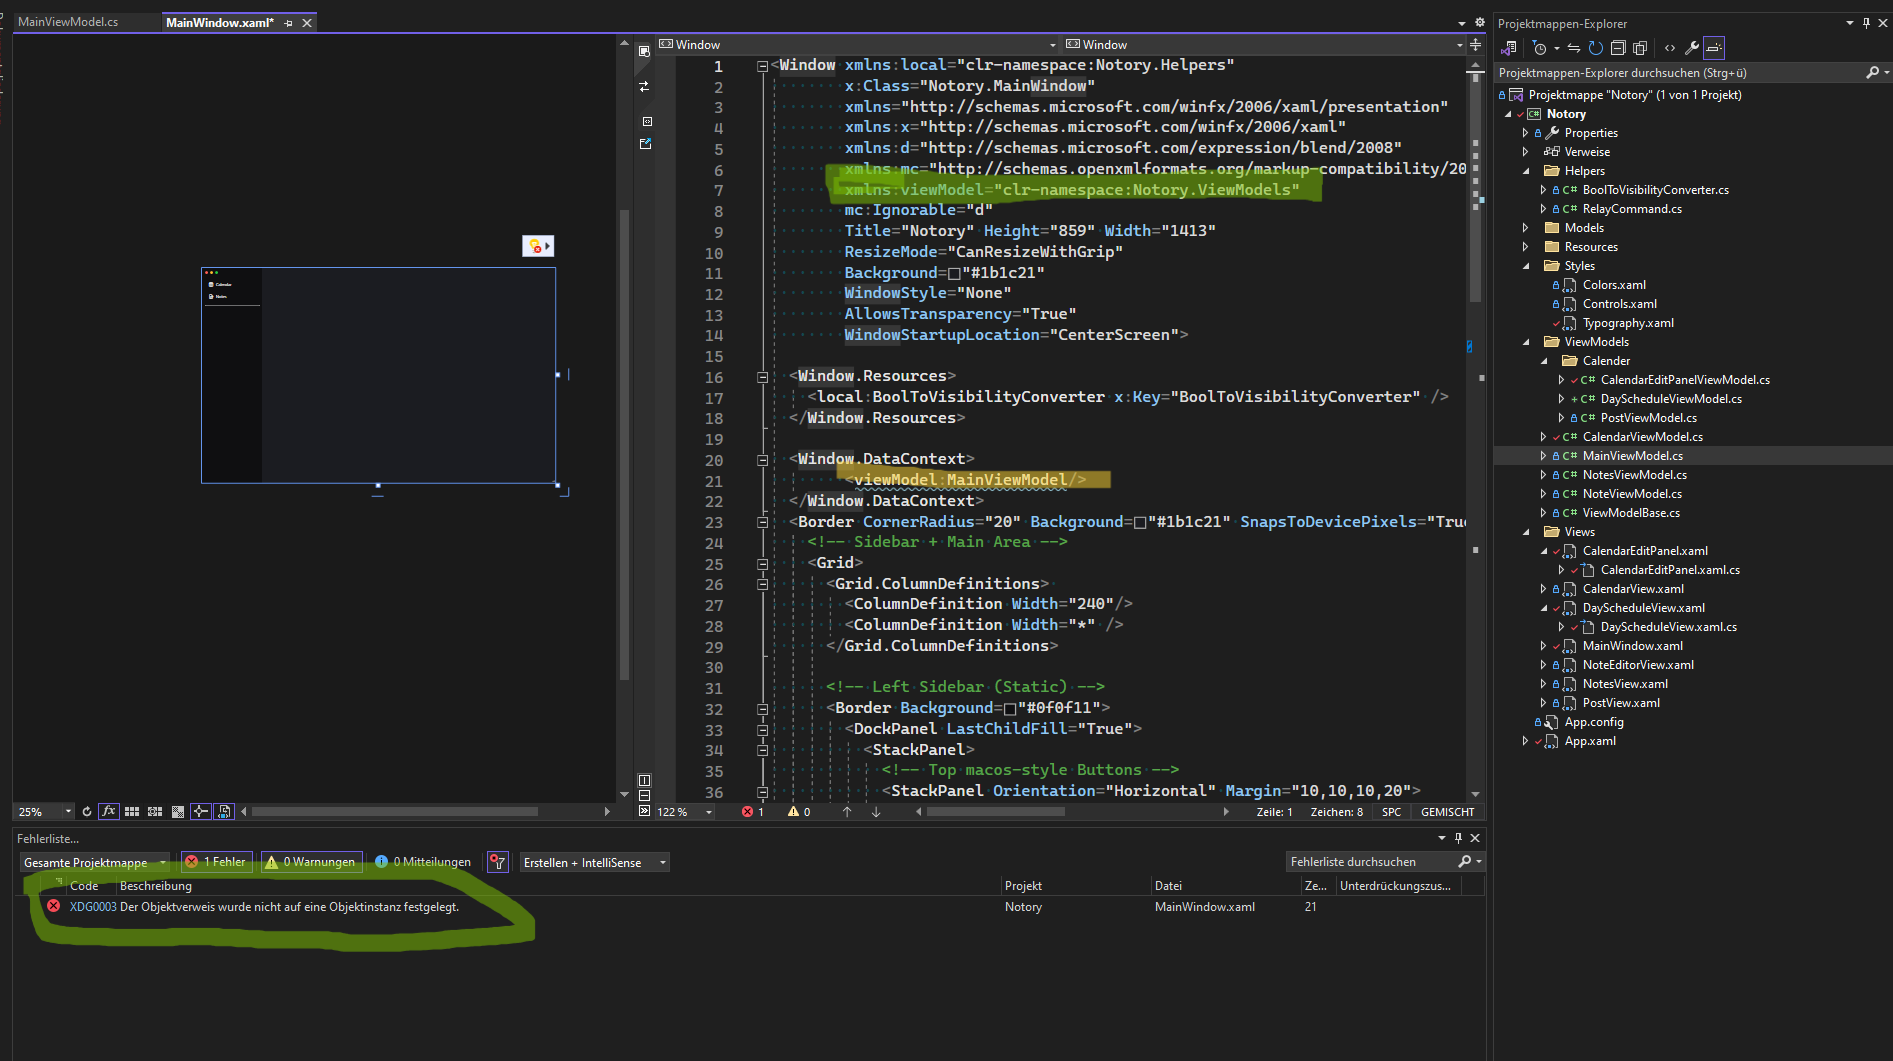 MainViewModel.cs
MainWindow.xaml*
Window
Window
1 <Window xmlns:local="clr-namespace:Notory.Helpers"
2 x:Class="Notory.MainWindow"
3 xmlns="http://schemas.microsoft.com/winfx/2006/xaml/presentation"
4 xmlns:x="http://schemas.microsoft.com/winfx/2006/xaml"
5 xmlns:d="http://schemas.microsoft.com/expression/blend/2008"
6 xmlns:mc="http://schemas.openxmlformats.org/markup-compatibility/20
7 xmlns:viewModel="clr-namespace:Notory.ViewModels"
8 mc:Ignorable="d"
9 Title="Notory" Height="859" Width="1413"
10 ResizeMode="CanResizeWithGrip"
11 Background="#1b1c21"
12 WindowStyle="None"
13 AllowsTransparency="True"
14 WindowStartupLocation="CenterScreen">
15
16 <Window.Resources>
17 <local:BoolToVisibilityConverter x:Key="BoolToVisibilityConverter" />
18 </Window.Resources>
19
20 <Window.DataContext>
21 <viewModel:MainViewModel/>
22 </Window.DataContext>
23 <Border CornerRadius="20" Background="#1b1c21" SnapsToDevicePixels="True
24 <!-- Sidebar + Main Area -->
25 <Grid>
26 <Grid.ColumnDefinitions>
27 <ColumnDefinition Width="240"/>
28 <ColumnDefinition Width="*" />
29 </Grid.ColumnDefinitions>
30
31 <!-- Left Sidebar (Static) -->
32 <Border Background="#0f0f11">
33 <DockPanel LastChildFill="True">
34 <StackPanel>
35 <!-- Top macos-style Buttons -->
36 <StackPanel Orientation="Horizontal" Margin="10,10,10,20">
Calendar
Notes
25%
fx
122 %
1
0
Zeile: 1
Zeichen: 8
SPC
GEMISCHT
Fehlerliste...
Gesamte Projektmappe
1 Fehler
0 Warnungen
0 Mitteilungen
Erstellen + IntelliSense
Fehlerliste durchsuchen
Code Beschreibung Projekt Datei Ze... Unterdrückungszus...
XDG0003 Der Objektverweis wurde nicht auf eine Objektinstanz festgelegt. Notory MainWindow.xaml 21
Projektmappen-Explorer
Projektmappen-Explorer durchsuchen (Strg+ü)
Projektmappe "Notory" (1 von 1 Projekt)
Notory
Properties
Verweise
Helpers
BoolToVisibilityConverter.cs
RelayCommand.cs
Models
Resources
Styles
Colors.xaml
Controls.xaml
Typography.xaml
ViewModels
Calender
CalendarEditPanelViewModel.cs
DayScheduleViewModel.cs
PostViewModel.cs
CalendarViewModel.cs
MainViewModel.cs
NotesViewModel.cs
NoteViewModel.cs
ViewModelBase.cs
Views
CalendarEditPanel.xaml
CalendarEditPanel.xaml.cs
CalendarView.xaml
DayScheduleView.xaml
DayScheduleView.xaml.cs
MainWindow.xaml
NoteEditorView.xaml
NotesView.xaml
PostView.xaml
App.config
App.xaml